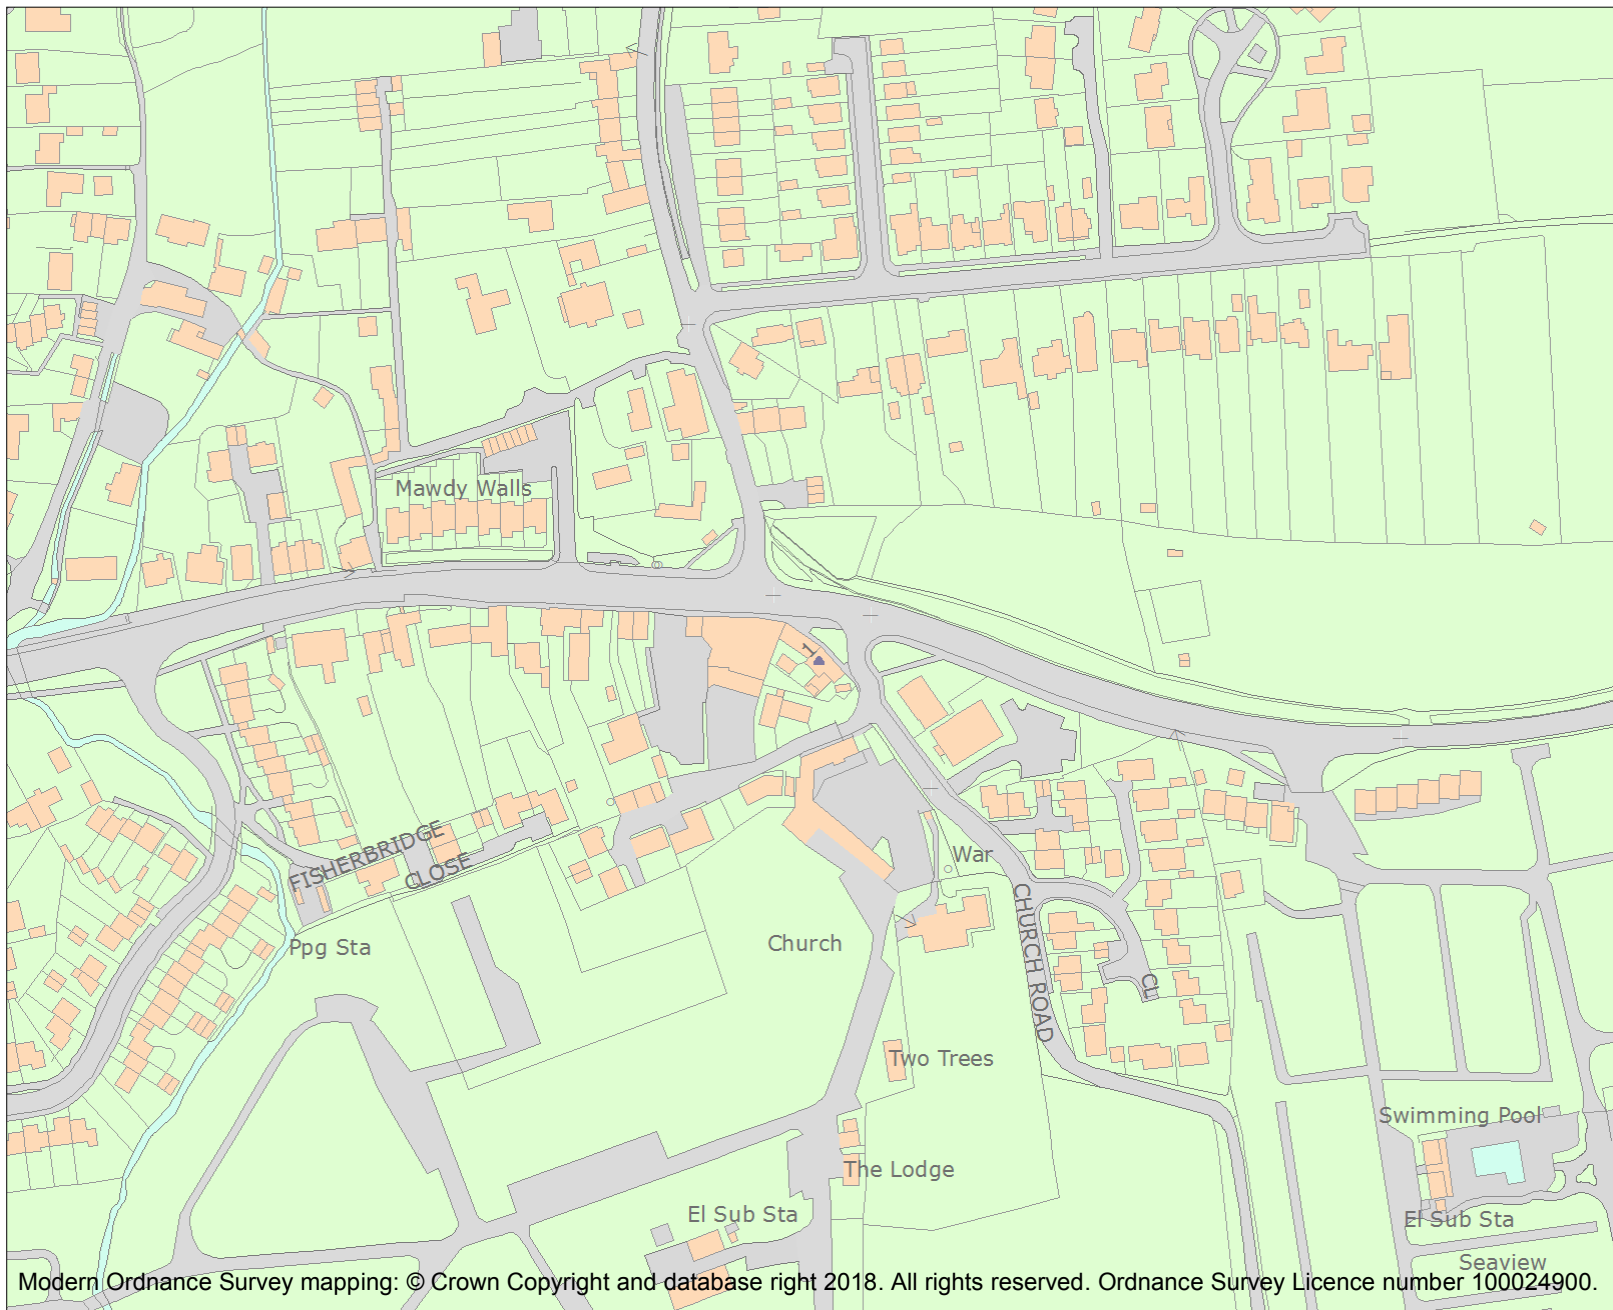 Mawdy Walls
1
FISHERBRIDGE
CLOSE
War
CHURCH ROAD
Ppg Sta
Church
CL
Two Trees
Swimming Pool
The Lodge
El Sub Sta
El Sub Sta
Seaview
Modern Ordnance Survey mapping: © Crown Copyright and database right 2018. All rights reserved. Ordnance Survey Licence number 100024900.